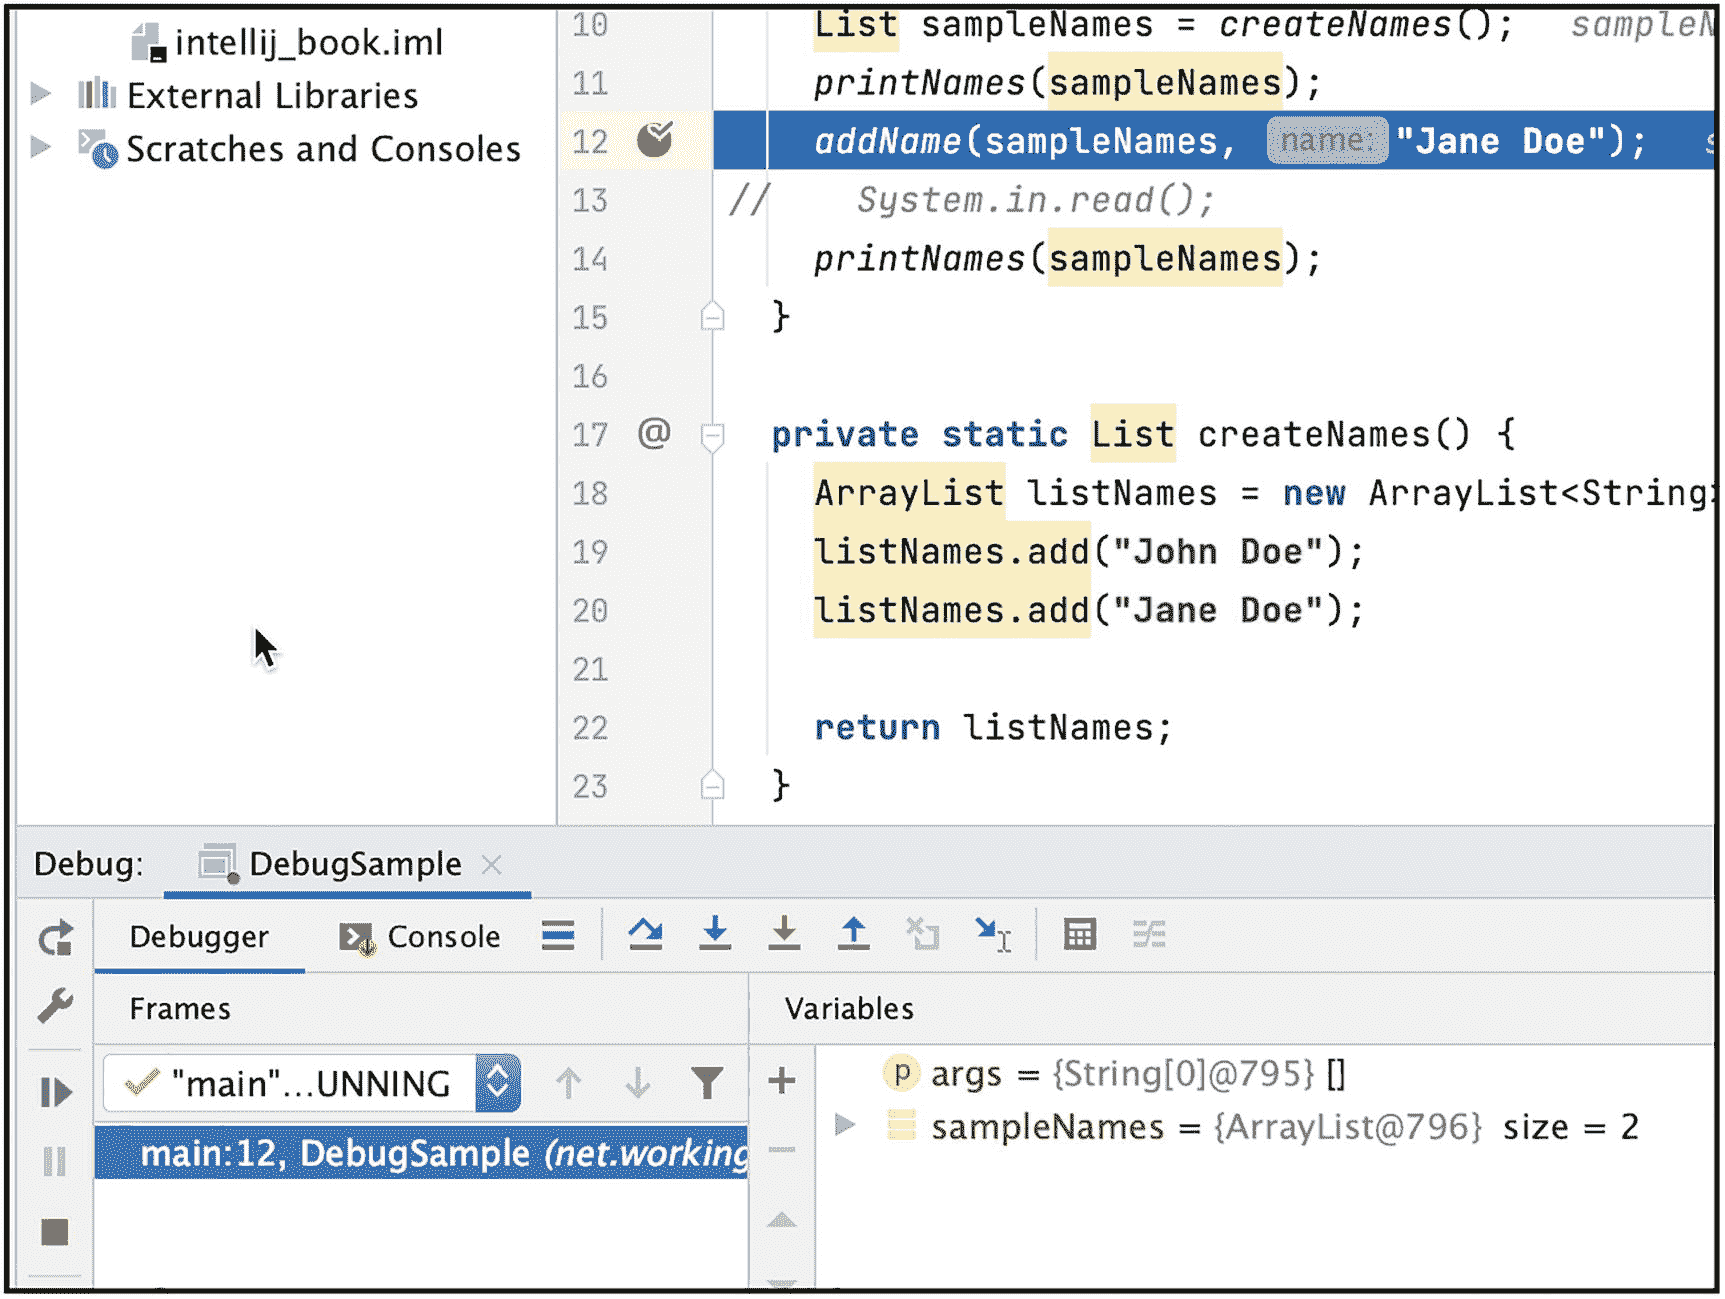 intellij_book.iml
External Libraries
Scratches and Consoles
10 List sampleNames = createNames(); sampleN
11 printNames(sampleNames);
12 addName(sampleNames, name: "Jane Doe"); s
13 // System.in.read();
14 printNames(sampleNames);
15 }
16
17 @ private static List createNames() {
18 ArrayList listNames = new ArrayList<String>
19 listNames.add("John Doe");
20 listNames.add("Jane Doe");
21
22 return listNames;
23 }
Debug: DebugSample
Debugger Console
Frames
Variables
"main"...UNNING
main:12, DebugSample (net.working
p args = {String[0]@795} []
sampleNames = {ArrayList@796} size = 2